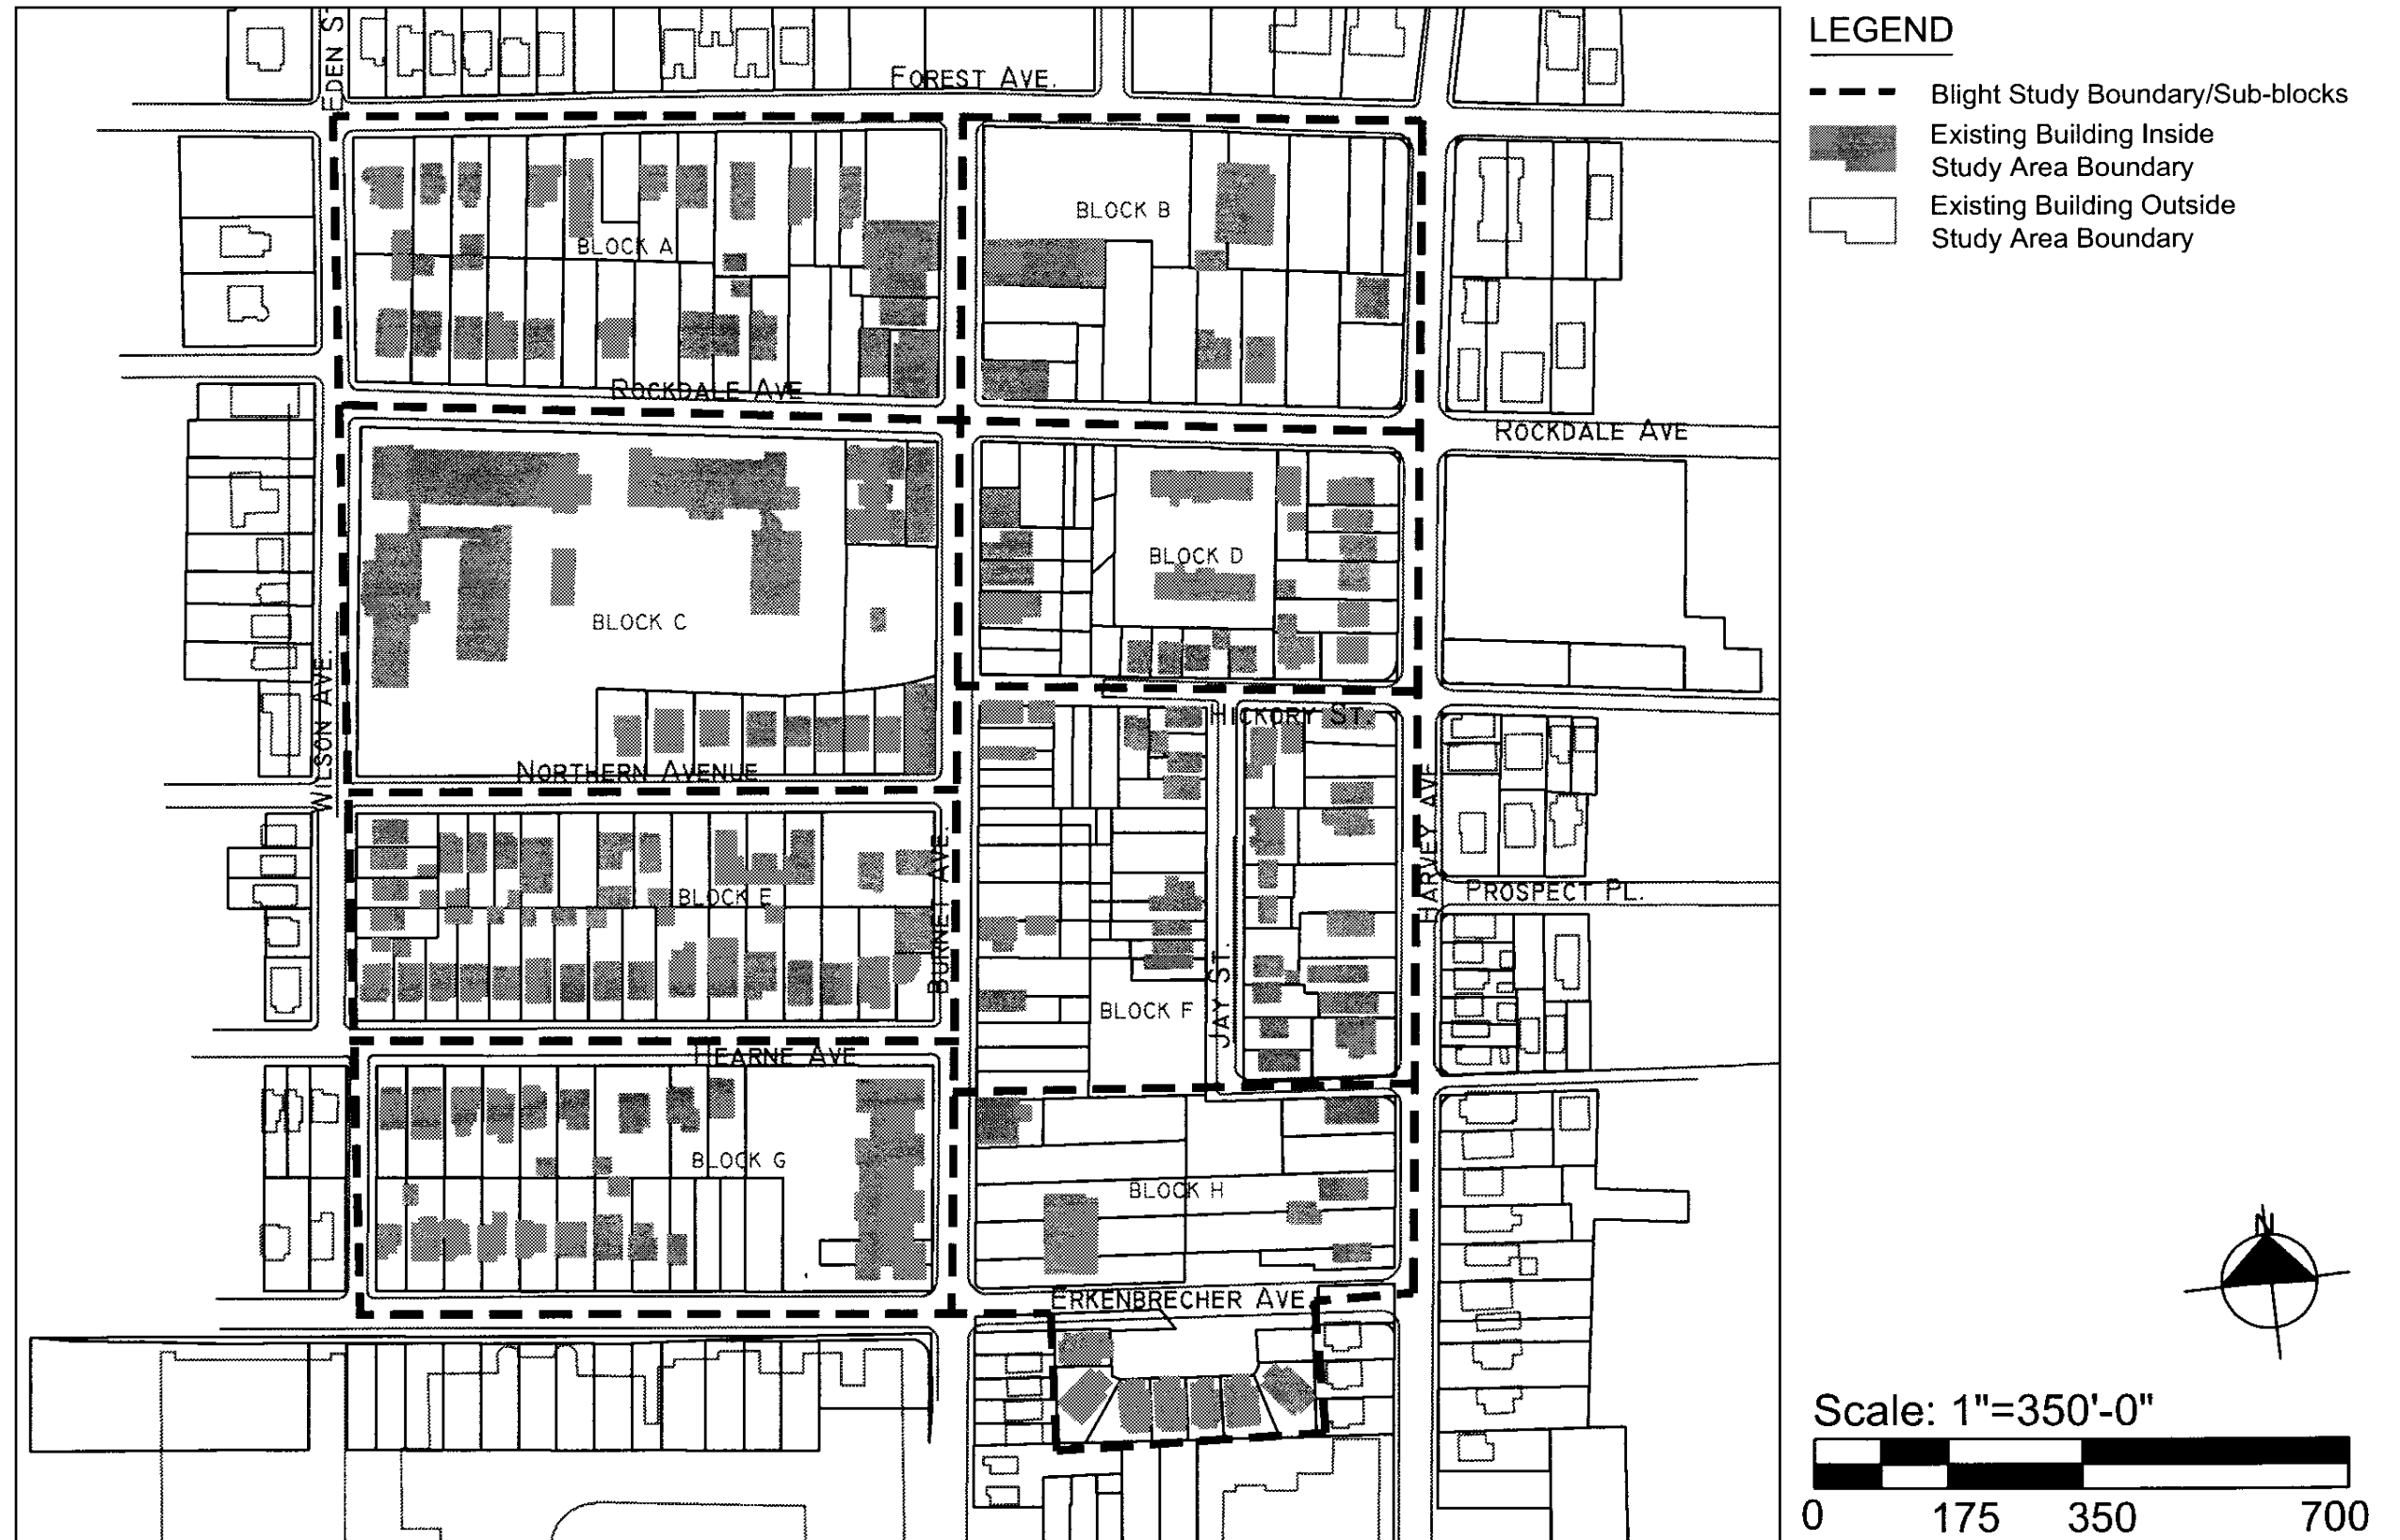 EDEN S
FOREST AVE.
LEGEND
Blight Study Boundary/Sub-blocks
Existing Building Inside
Study Area Boundary
Existing Building Outside
Study Area Boundary
BLOCK A
BLOCK B
ROCKDALE AVE
ROCKDALE AVE
BLOCK C
BLOCK D
WILSON AVE.
HICKORY ST.
NORTHERN AVENUE
BLOCK E
BURNET AVE.
HARVEY AVE
PROSPECT PL.
JAY ST.
BLOCK F
HEARNE AVE
BLOCK G
BLOCK H
ERKENBRECHER AVE.
N
Scale: 1"=350'-0"
0 175 350 700